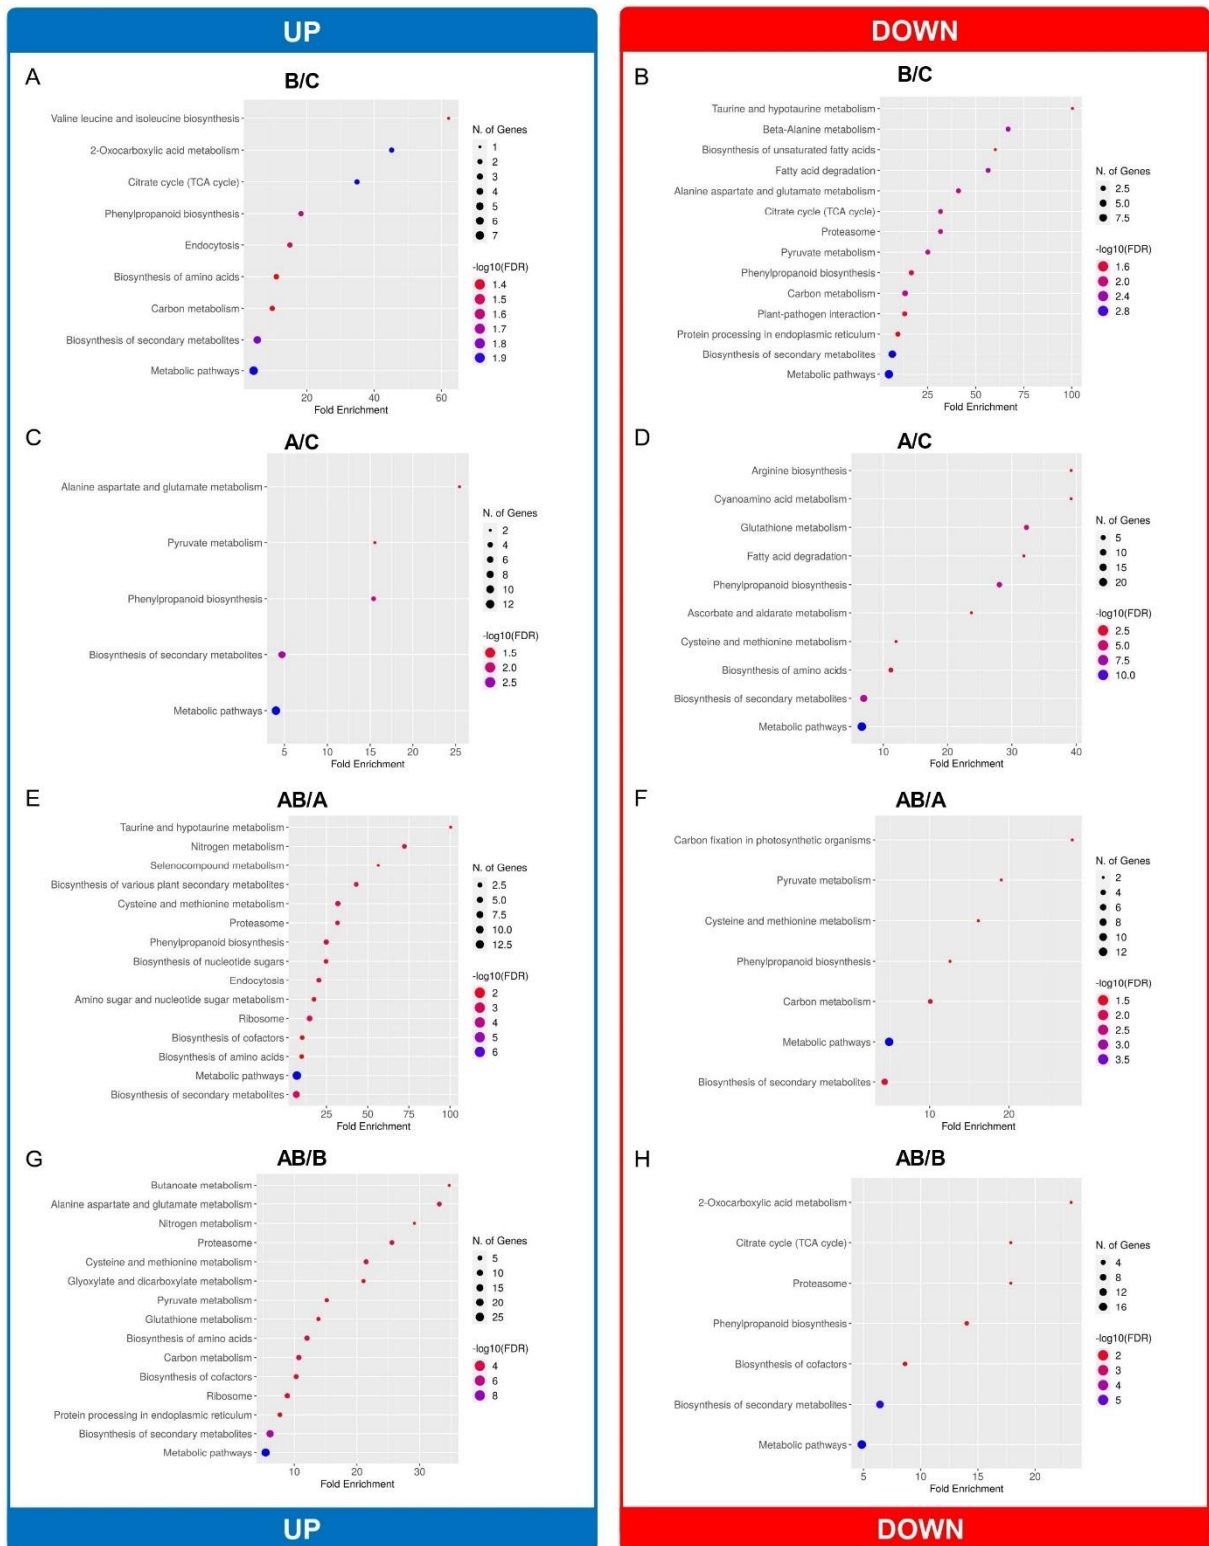 UP
A
B/C
Valine leucine and isoleucine biosynthesis
2-Oxocarboxylic acid metabolism
Citrate cycle (TCA cycle)
Phenylpropanoid biosynthesis
Endocytosis
Biosynthesis of amino acids
Carbon metabolism
Biosynthesis of secondary metabolites
Metabolic pathways
20 40 60
Fold Enrichment
N. of Genes
1
2
3
4
5
6
7
-log10(FDR)
1.4
1.5
1.6
1.7
1.8
1.9
C
A/C
Alanine aspartate and glutamate metabolism
Pyruvate metabolism
Phenylpropanoid biosynthesis
Biosynthesis of secondary metabolites
Metabolic pathways
5 10 15 20 25
Fold Enrichment
N. of Genes
2
4
6
8
10
12
-log10(FDR)
1.5
2.0
2.5
E
AB/A
Taurine and hypotaurine metabolism
Nitrogen metabolism
Selenocompound metabolism
Biosynthesis of various plant secondary metabolites
Cysteine and methionine metabolism
Proteasome
Phenylpropanoid biosynthesis
Biosynthesis of nucleotide sugars
Endocytosis
Amino sugar and nucleotide sugar metabolism
Ribosome
Biosynthesis of cofactors
Biosynthesis of amino acids
Metabolic pathways
Biosynthesis of secondary metabolites
25 50 75 100
Fold Enrichment
N. of Genes
2.5
5.0
7.5
10.0
12.5
-log10(FDR)
2
3
4
5
6
G
AB/B
Butanoate metabolism
Alanine aspartate and glutamate metabolism
Nitrogen metabolism
Proteasome
Cysteine and methionine metabolism
Glyoxylate and dicarboxylate metabolism
Pyruvate metabolism
Glutathione metabolism
Biosynthesis of amino acids
Carbon metabolism
Biosynthesis of cofactors
Ribosome
Protein processing in endoplasmic reticulum
Biosynthesis of secondary metabolites
Metabolic pathways
10 20 30
Fold Enrichment
N. of Genes
5
10
15
20
25
-log10(FDR)
4
6
8
UP
DOWN
B
B/C
Taurine and hypotaurine metabolism
Beta-Alanine metabolism
Biosynthesis of unsaturated fatty acids
Fatty acid degradation
Alanine aspartate and glutamate metabolism
Citrate cycle (TCA cycle)
Proteasome
Pyruvate metabolism
Phenylpropanoid biosynthesis
Carbon metabolism
Plant-pathogen interaction
Protein processing in endoplasmic reticulum
Biosynthesis of secondary metabolites
Metabolic pathways
25 50 75 100
Fold Enrichment
N. of Genes
2.5
5.0
7.5
-log10(FDR)
1.6
2.0
2.4
2.8
D
A/C
Arginine biosynthesis
Cyanoamino acid metabolism
Glutathione metabolism
Fatty acid degradation
Phenylpropanoid biosynthesis
Ascorbate and aldarate metabolism
Cysteine and methionine metabolism
Biosynthesis of amino acids
Biosynthesis of secondary metabolites
Metabolic pathways
10 20 30 40
Fold Enrichment
N. of Genes
5
10
15
20
-log10(FDR)
2.5
5.0
7.5
10.0
F
AB/A
Carbon fixation in photosynthetic organisms
Pyruvate metabolism
Cysteine and methionine metabolism
Phenylpropanoid biosynthesis
Carbon metabolism
Metabolic pathways
Biosynthesis of secondary metabolites
10 20
Fold Enrichment
N. of Genes
2
4
6
8
10
12
-log10(FDR)
1.5
2.0
2.5
3.0
3.5
H
AB/B
2-Oxocarboxylic acid metabolism
Citrate cycle (TCA cycle)
Proteasome
Phenylpropanoid biosynthesis
Biosynthesis of cofactors
Biosynthesis of secondary metabolites
Metabolic pathways
5 10 15 20
Fold Enrichment
N. of Genes
4
8
12
16
-log10(FDR)
2
3
4
5
DOWN